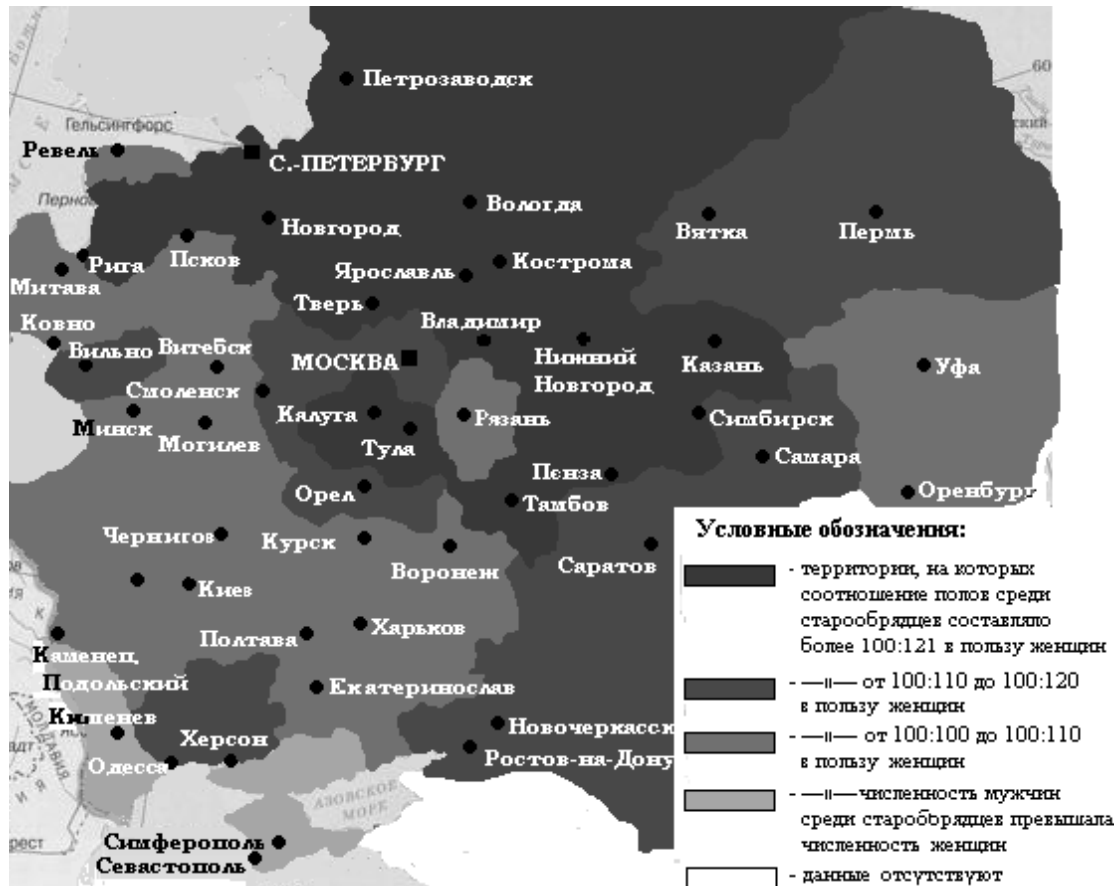 Петрозаводск
60
Гельсингфорс
Ревель
С.-ПЕТЕРБУРГ
Вологда
Новгород
Вятка
Пермь
Псков
Рига
Кострома
Ярославль
Митава
Тверь
Владимир
Ковно
Вильно
Витебск
МОСКВА
Нижний
Новгород
Казань
Уфа
Смоленск
Калуга
Рязань
Симбирск
Минск
Могилев
Тула
Самара
Пенза
Орел
Тамбов
Оренбург
Чернигов
Курск
Воронеж
Саратов
Киев
Полтава
Харьков
Каменец.
Подольский
Екатеринослав
Кишенев
Новочеркасск
Херсон
Одесса
Ростов-на-Дону
МОЛДАВИЯ
АЗОВСКОЕ
МОРЕ
Симферополь
Севастополь
Условные обозначения:
- территории, на которых
соотношение полов среди
старообрядцев составляло
более 100:121 в пользу женщин
- —"— от 100:110 до 100:120
в пользу женщин
- —"— от 100:100 до 100:110
в пользу женщин
- —"— численность мужчин
среди старообрядцев превышала
численность женщин
- данные отсутствуют